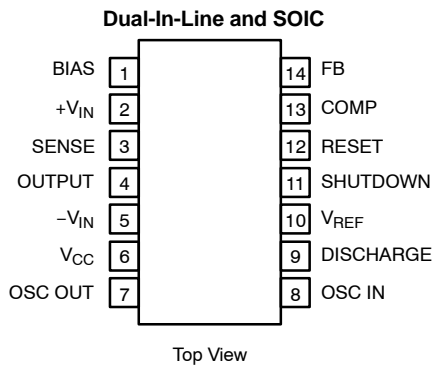 Dual-In-Line and SOIC
BIAS 1 14 FB
+VIN 2 13 COMP
SENSE 3 12 RESET
OUTPUT 4 11 SHUTDOWN
−VIN 5 10 VREF
VCC 6 9 DISCHARGE
OSC OUT 7 8 OSC IN
Top View